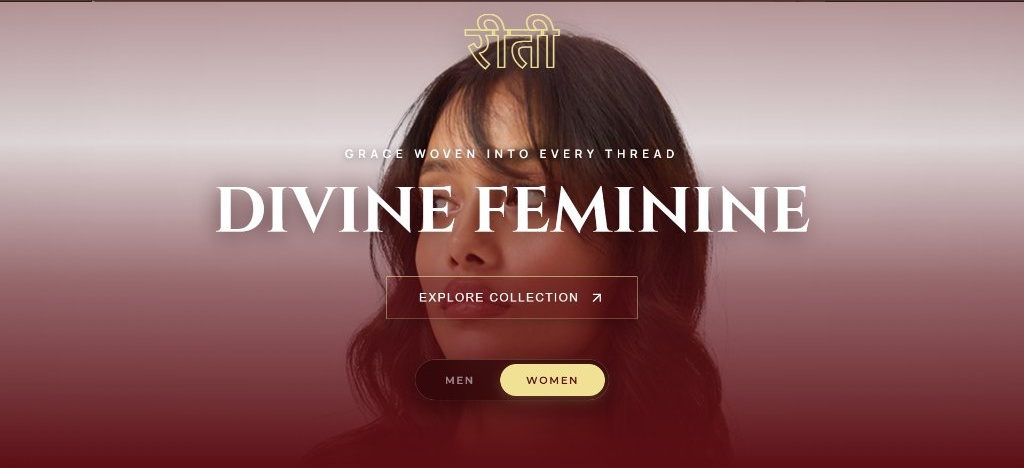 रीती
GRACE WOVEN INTO EVERY THREAD
DIVINE FEMININE
EXPLORE COLLECTION
MEN WOMEN